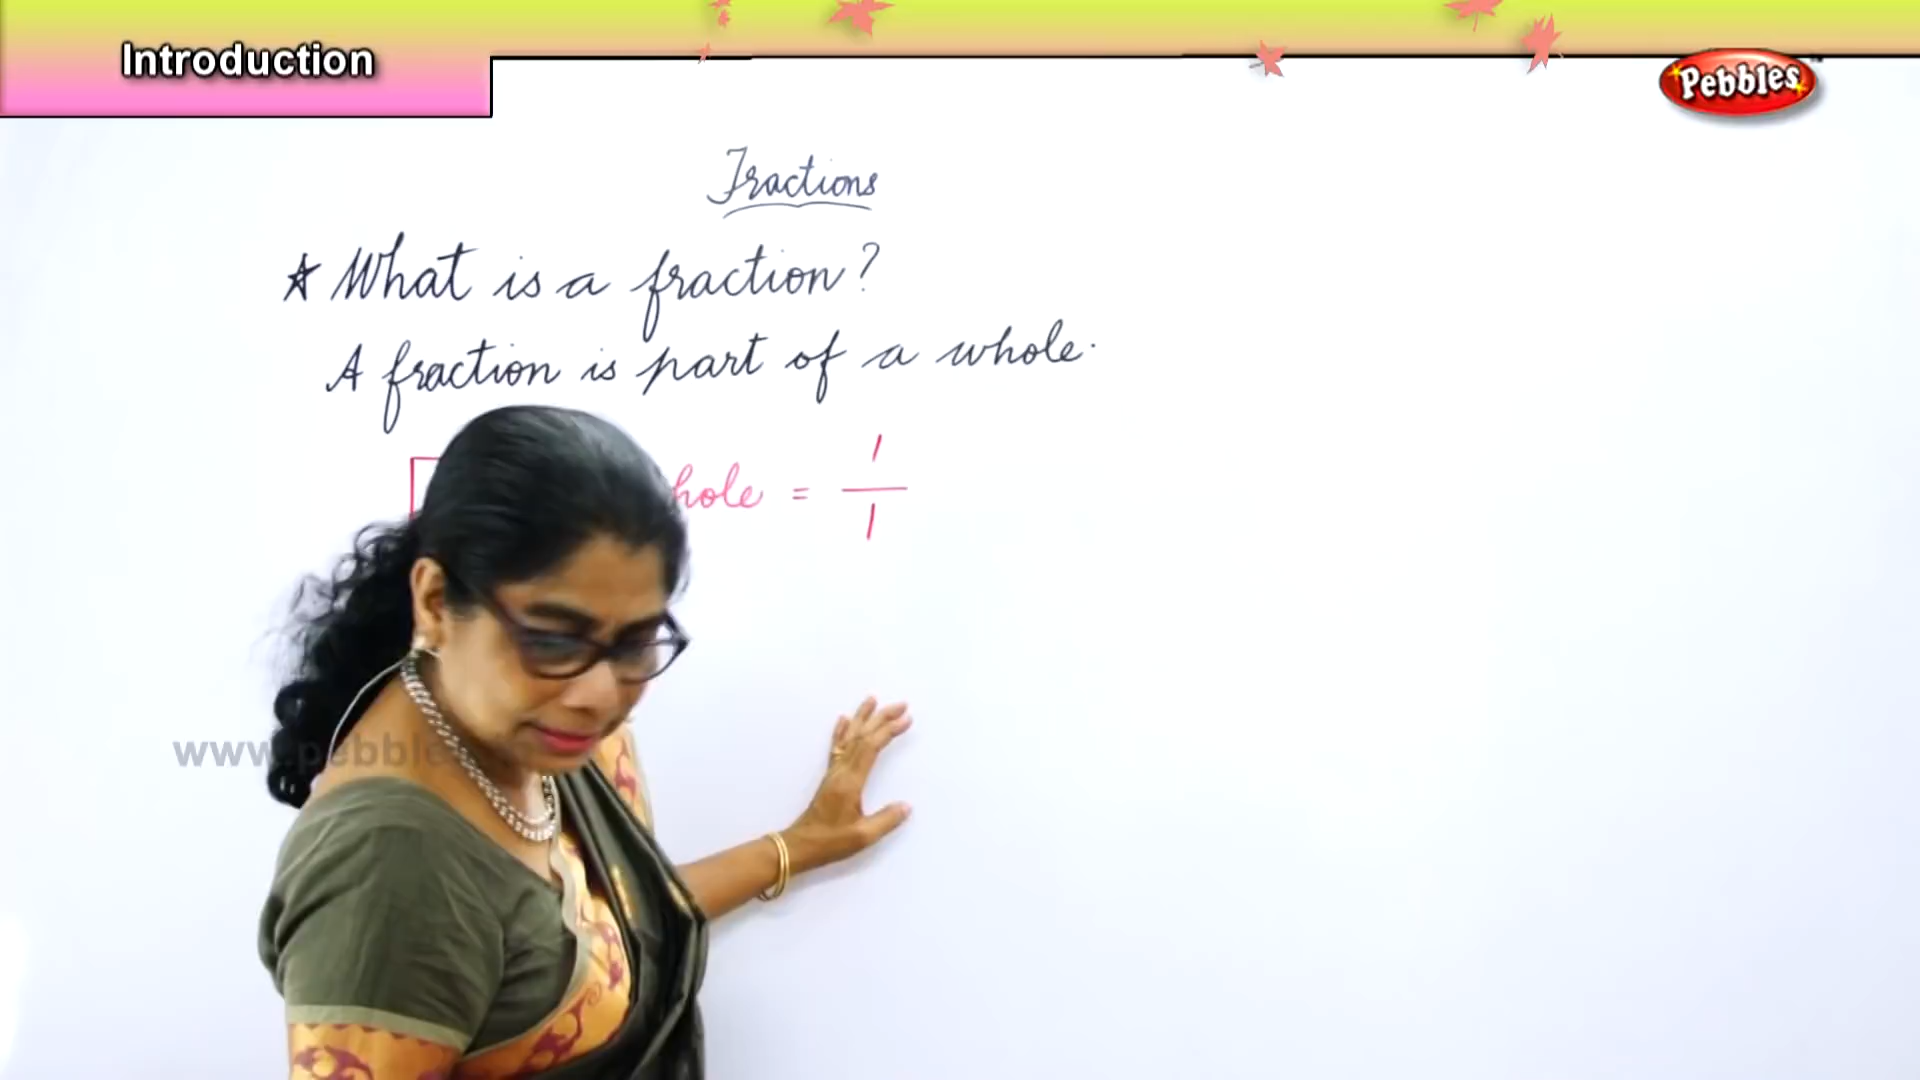 Introduction
Pebbles
Fractions
* What is a fraction?
A fraction is part of a whole.
hole = 1/1
www.pebble